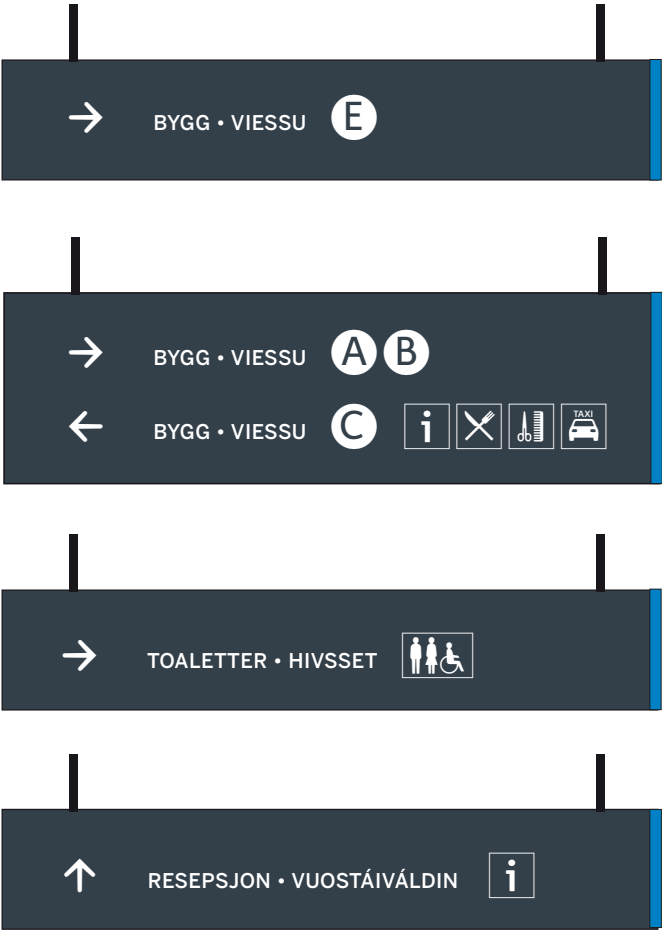 BYGG • VIESSU E
BYGG • VIESSU A B
BYGG • VIESSU C i TAXI
TOALETTER • HIVSSET
RESEPSJON • VUOSTÁIVÁLDIN i